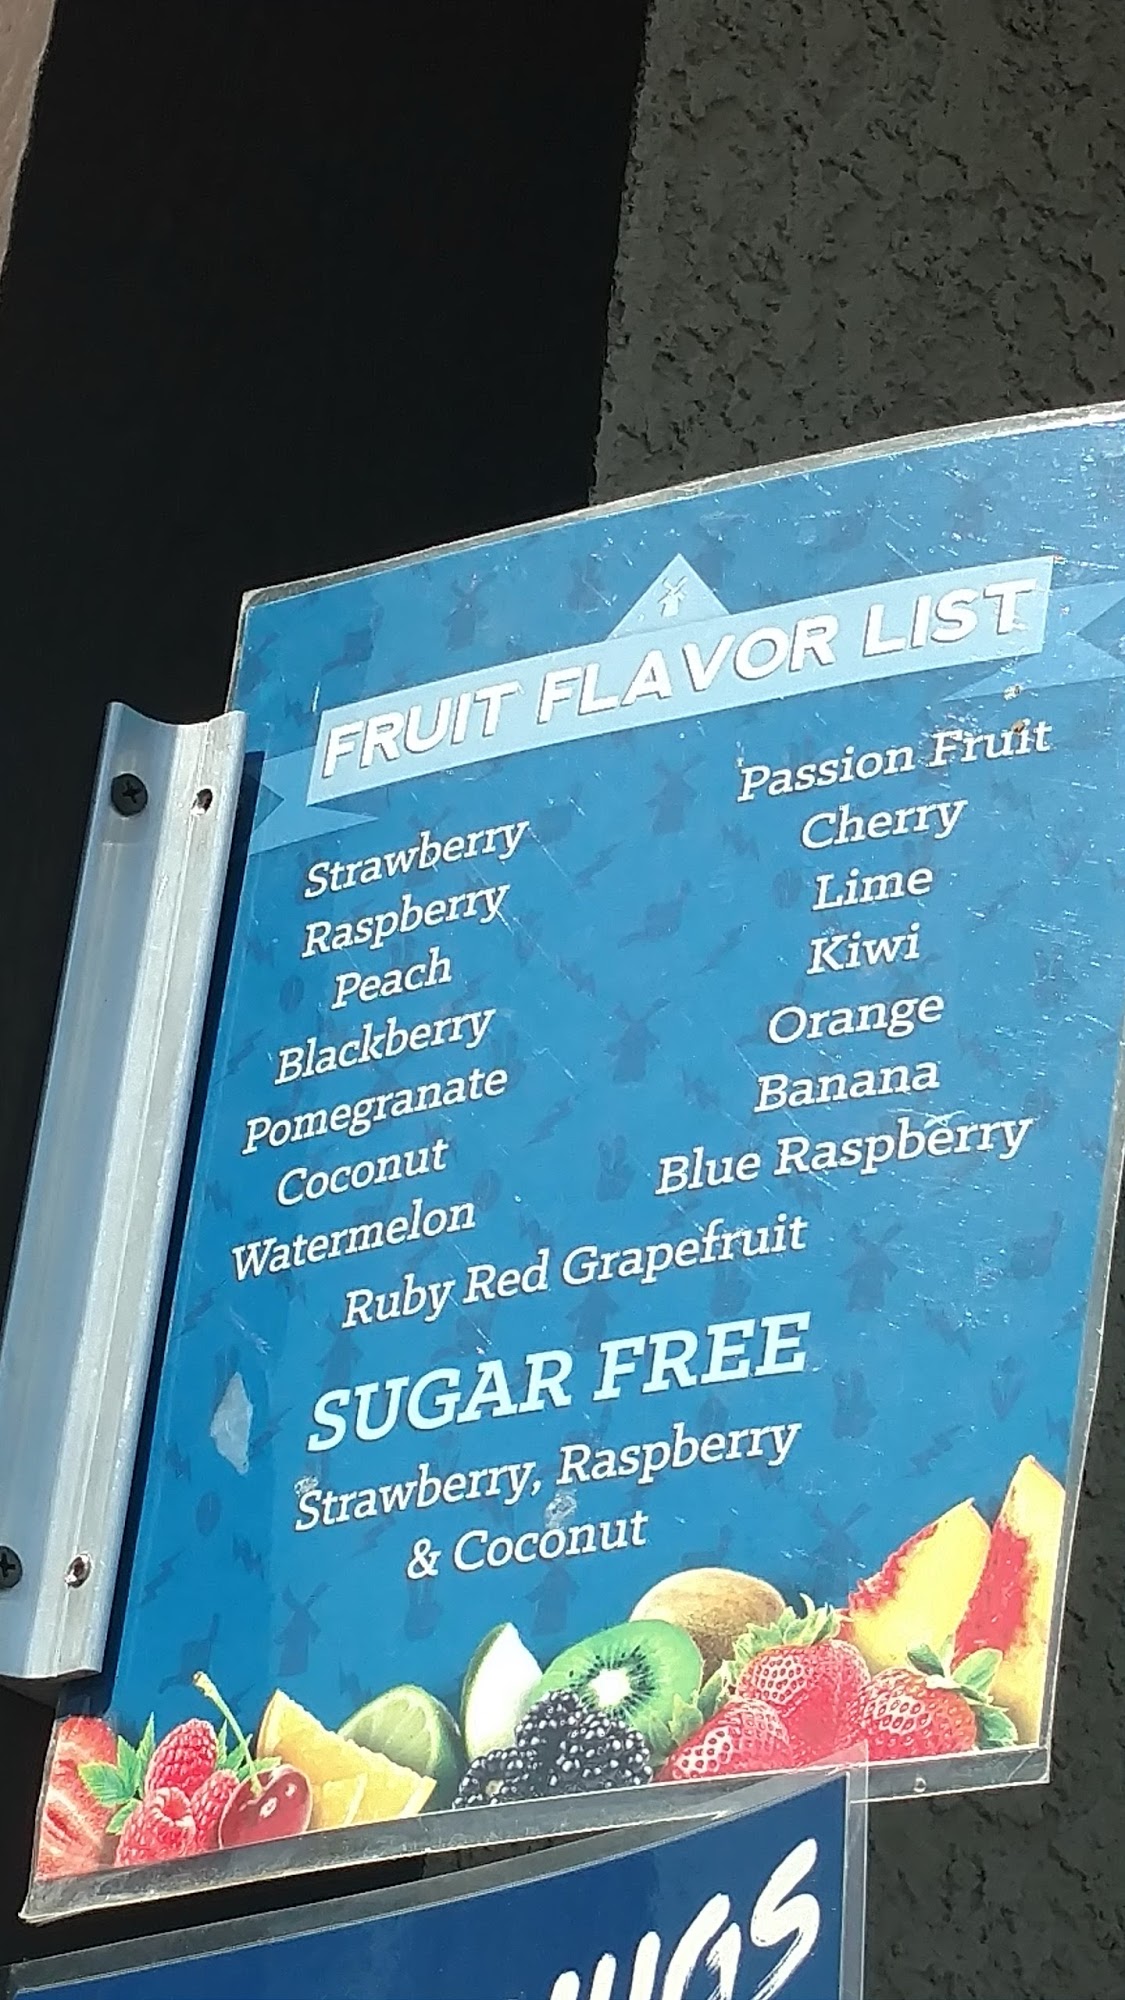 FRUIT FLAVOR LIST
Strawberry
Raspberry
Peach
Blackberry
Pomegranate
Coconut
Watermelon
Passion Fruit
Cherry
Lime
Kiwi
Orange
Banana
Blue Raspberry
Ruby Red Grapefruit
SUGAR FREE
Strawberry, Raspberry
& Coconut